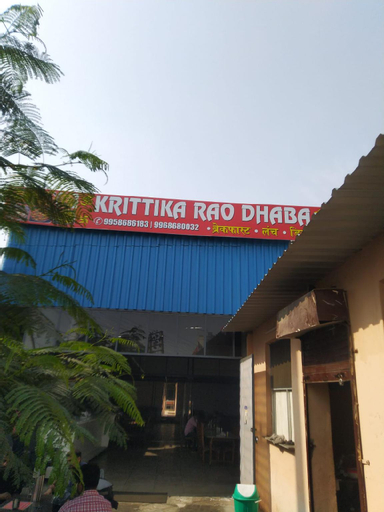 KRITTIKA RAO DHABA
9958686183 | 9968680032 • ब्रेकफास्ट • लंच •